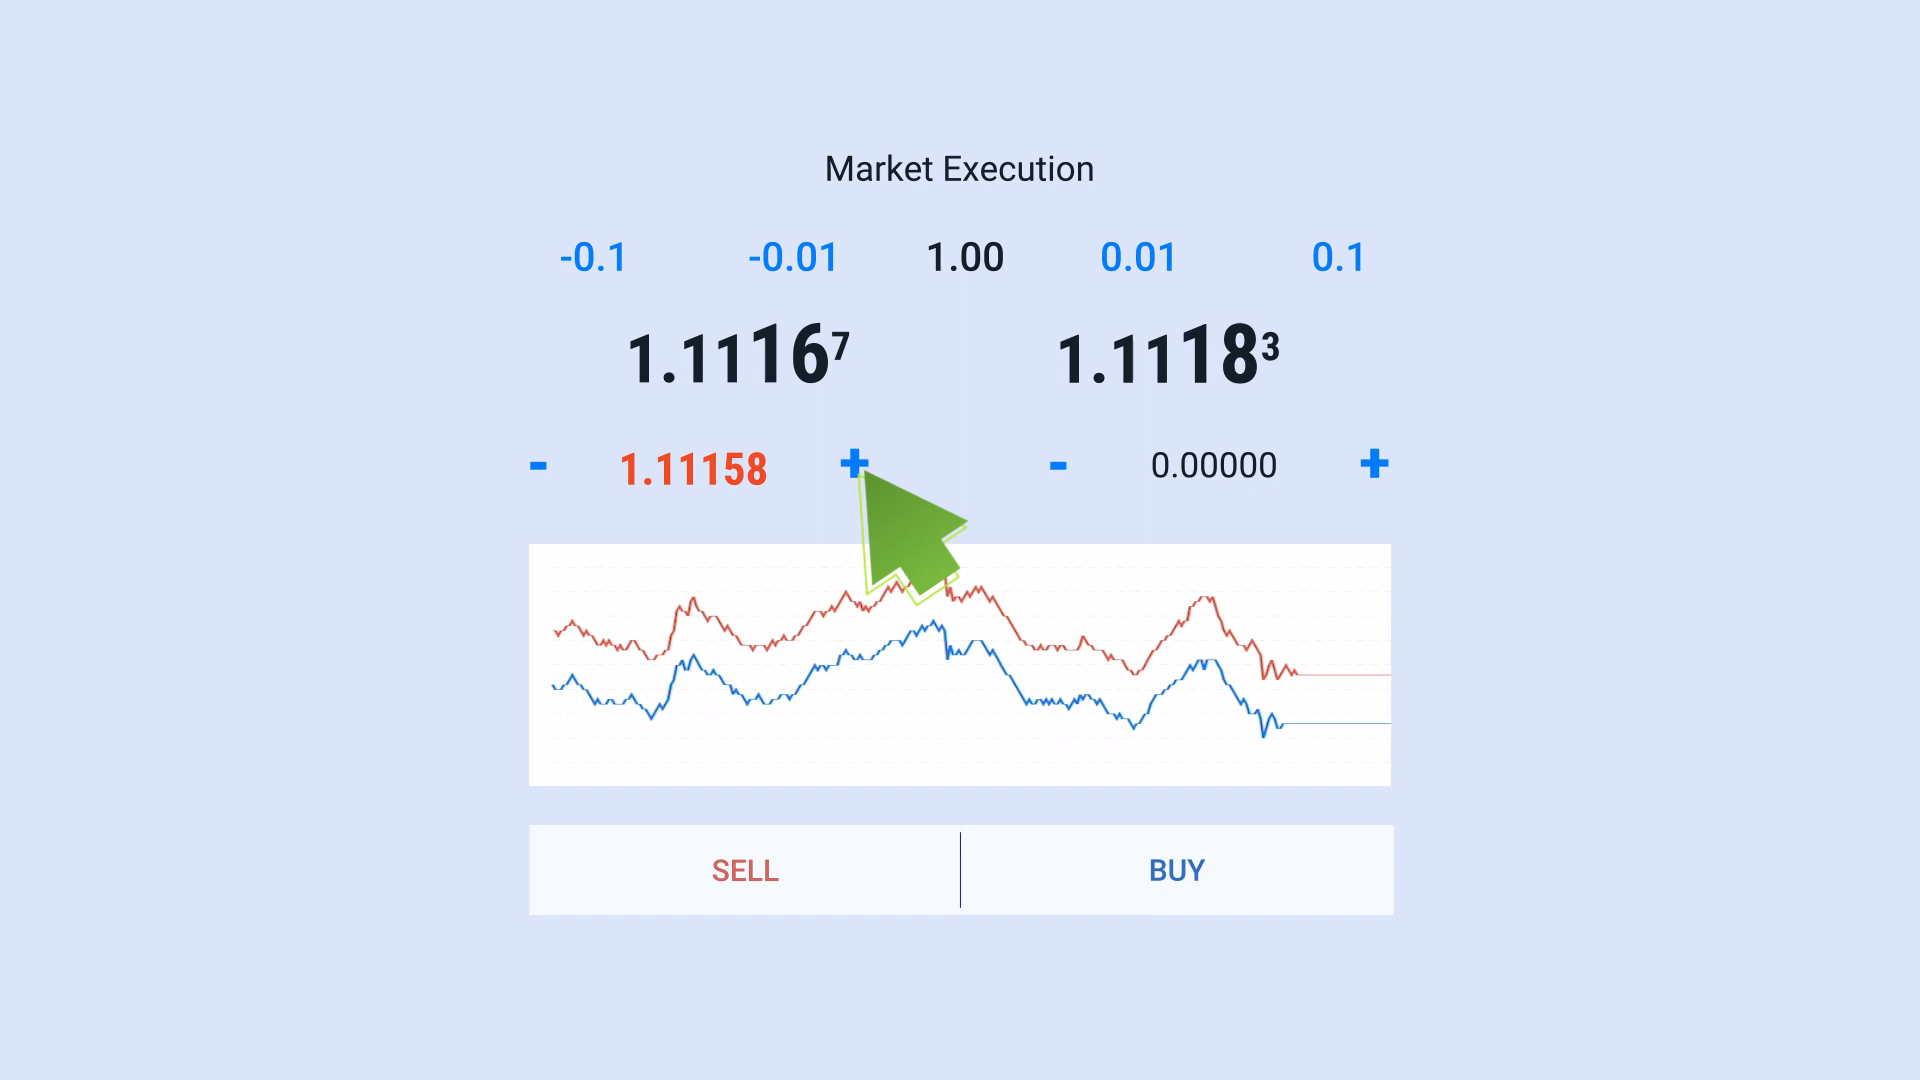 Market Execution
-0.1 -0.01 1.00 0.01 0.1
1.11167 1.11183
- 1.11158 + - 0.00000 +
SELL BUY